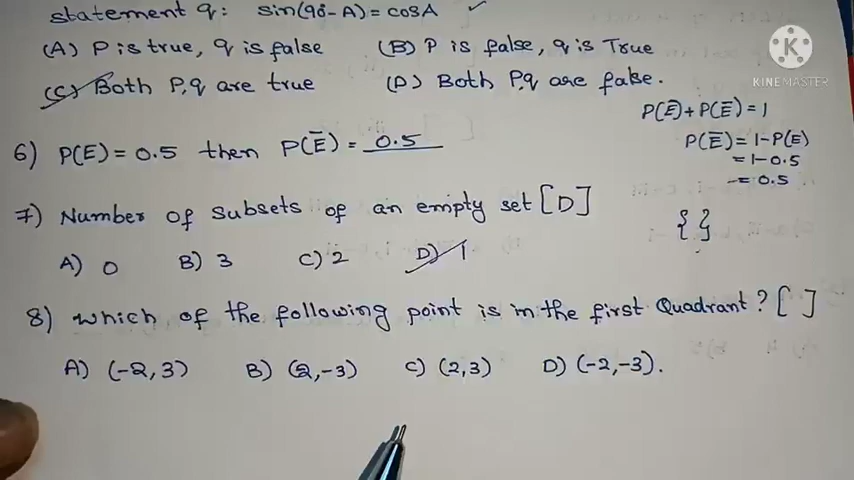 statement q: sin(90-A) = cosA ✓
(A) P is true, q is false (B) P is false, q is True
(C) Both P,q are true (D) Both P,q are false.
6) P(E) = 0.5 then P(Ē) = 0.5
P(Ē) + P(E) = 1
P(Ē) = 1 - P(E)
= 1 - 0.5
= 0.5
7) Number of subsets of an empty set [D]
{ }
A) 0 B) 3 C) 2 D) 1
8) which of the following point is in the first Quadrant? [ ]
A) (-2,3) B) (2,-3) C) (2,3) D) (-2,-3).
K
KINEMASTER